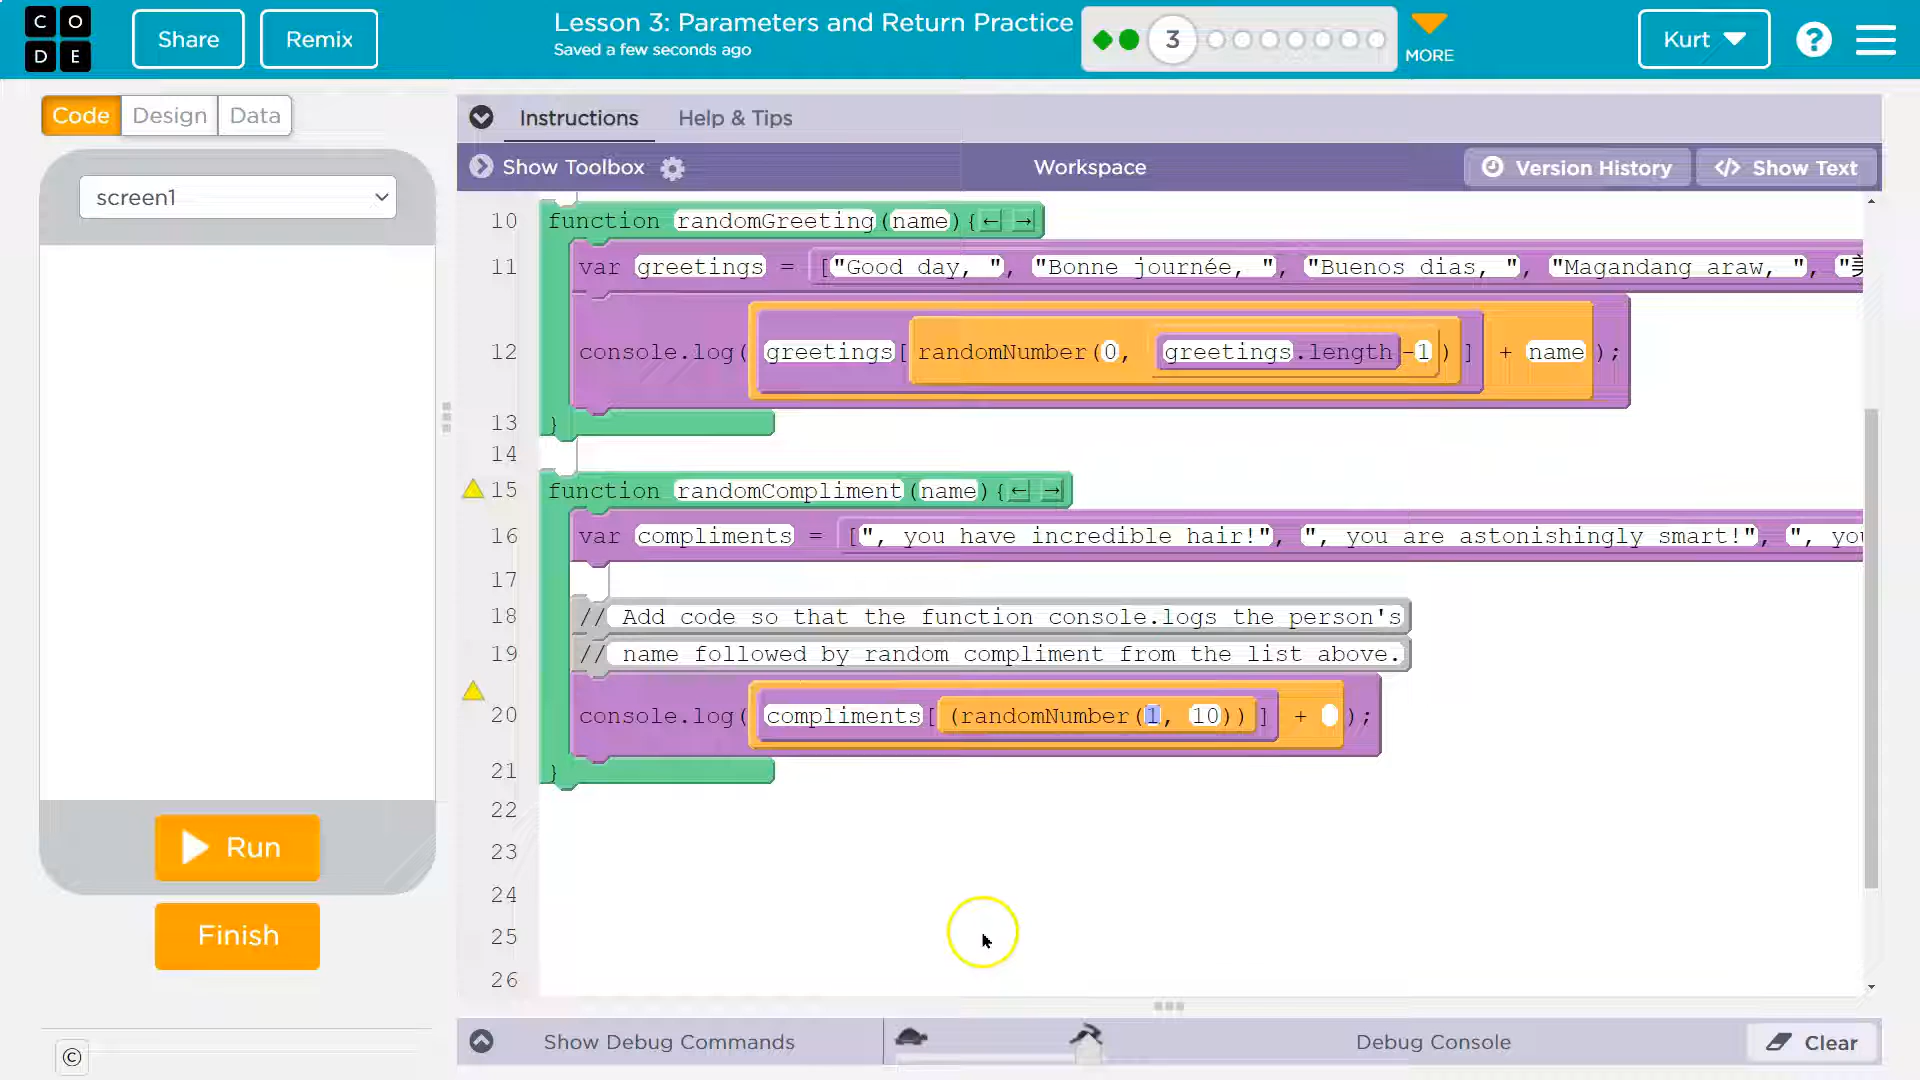 CO
DE
Share
Remix
Lesson 3: Parameters and Return Practice
Saved a few seconds ago
3
MORE
Kurt
?
Code
Design
Data
Instructions
Help & Tips
Show Toolbox
Workspace
Version History
</> Show Text
screen1
10 function randomGreeting(name){← →
11 var greetings = ["Good day, ", "Bonne journée, ", "Buenos dias, ", "Magandang araw, ", "
12 console.log(greetings[randomNumber(0, greetings.length-1)] + name);
13 }
14
15 function randomCompliment(name){← →
16 var compliments = [", you have incredible hair!", ", you are astonishingly smart!", ", you
17
18 // Add code so that the function console.logs the person's
19 // name followed by random compliment from the list above.
20 console.log(compliments[(randomNumber(1, 10))] + );
21 }
22
23
24
25
26
Run
Finish
©
Show Debug Commands
Debug Console
Clear